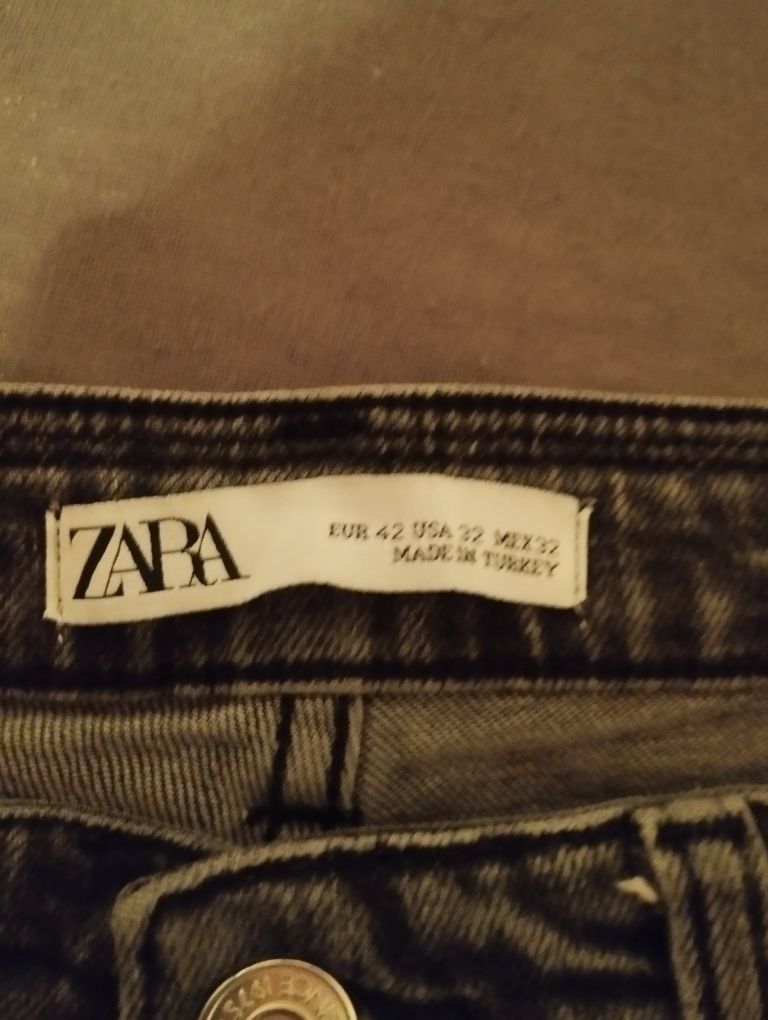 ZARA
EUR 42 USA 32 MEX 32
MADE IN TURKEY